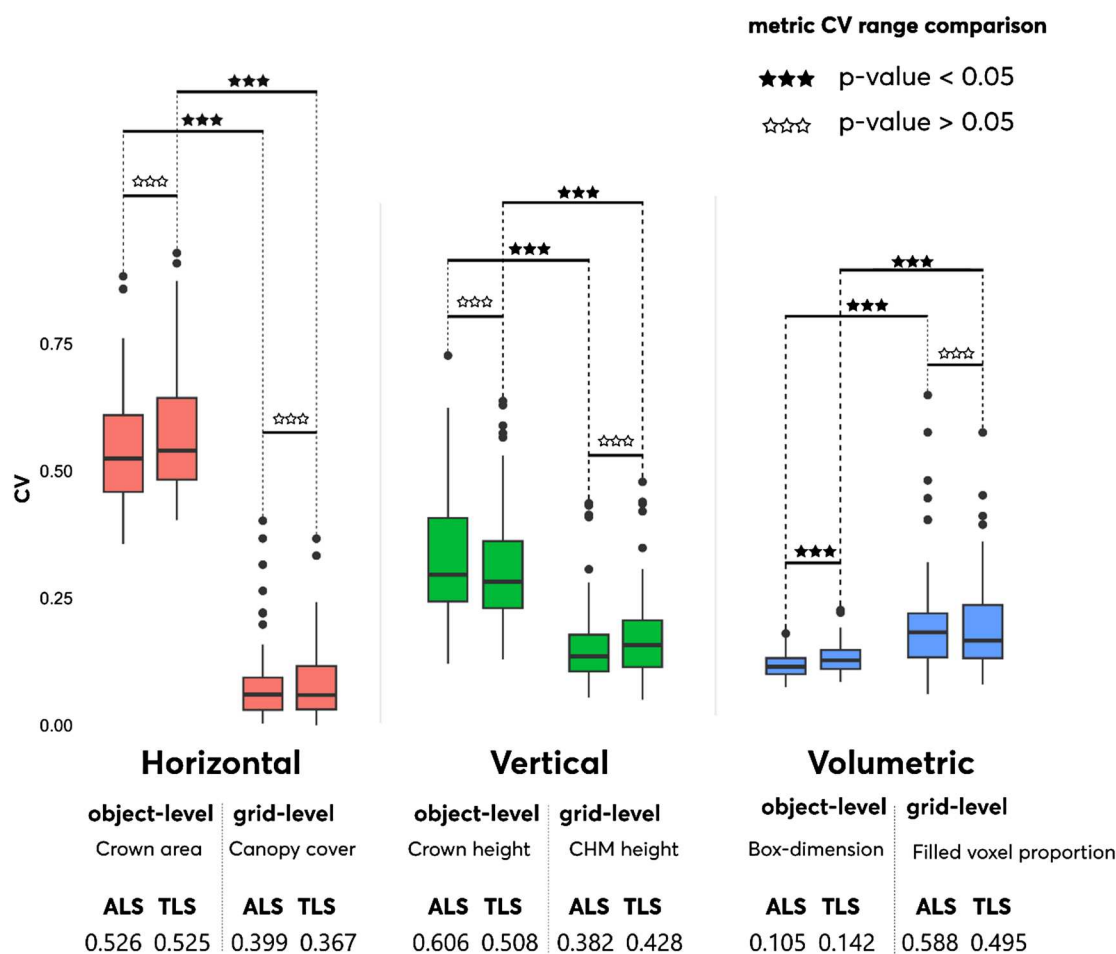 metric CV range comparison
★★★ p-value < 0.05
☆☆☆ p-value > 0.05
★★★
★★★
☆☆☆
☆☆☆
★★★
★★★
☆☆☆
☆☆☆
★★★
★★★
☆☆☆
★★★
CV
0.75
0.50
0.25
0.00
Horizontal Vertical Volumetric
object-level grid-level object-level grid-level object-level grid-level
Crown area Canopy cover Crown height CHM height Box-dimension Filled voxel proportion
ALS TLS ALS TLS ALS TLS ALS TLS ALS TLS ALS TLS
0.526 0.525 0.399 0.367 0.606 0.508 0.382 0.428 0.105 0.142 0.588 0.495